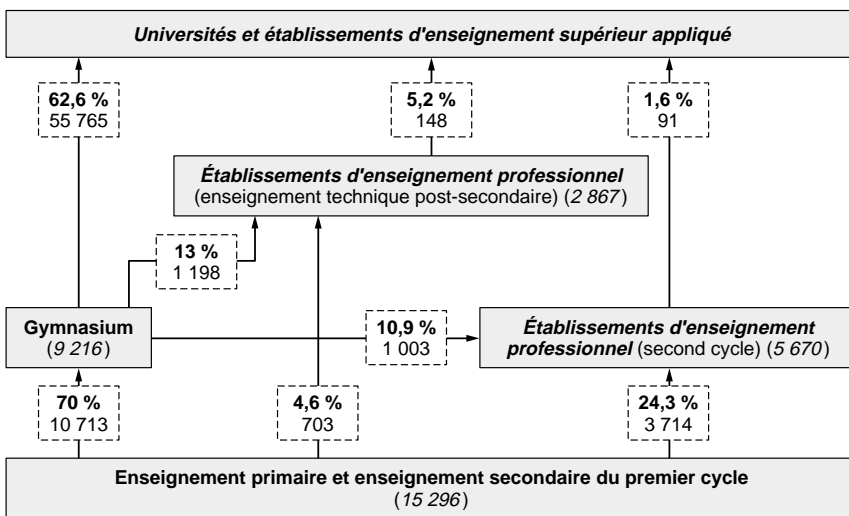 Universités et établissements d'enseignement supérieur appliqué
62,6 %
55 765
5,2 %
148
1,6 %
91
Établissements d'enseignement professionnel
(enseignement technique post-secondaire) (2 867)
13 %
1 198
Gymnasium
(9 216)
10,9 %
1 003
Établissements d'enseignement
professionnel (second cycle) (5 670)
70 %
10 713
4,6 %
703
24,3 %
3 714
Enseignement primaire et enseignement secondaire du premier cycle
(15 296)